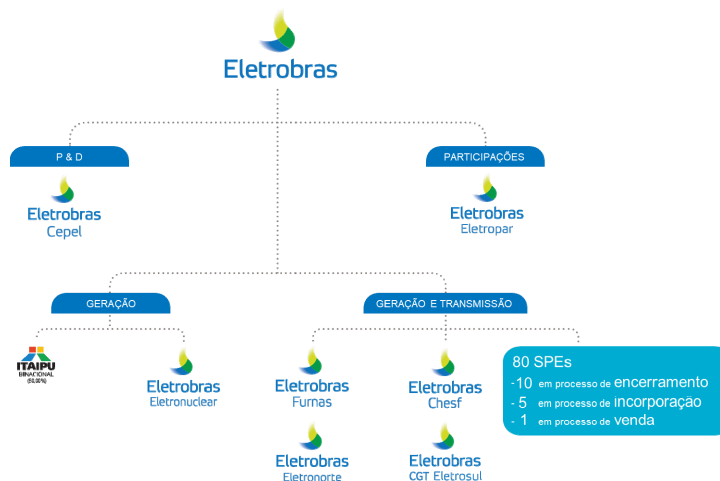 Eletrobras
P & D
PARTICIPAÇÕES
Eletrobras
Cepel
Eletrobras
Eletropar
GERAÇÃO
GERAÇÃO E TRANSMISSÃO
ITAIPU
BINACIONAL
(50,00%)
Eletrobras
Eletronuclear
Eletrobras
Furnas
Eletrobras
Chesf
80 SPEs
-10 em processo de encerramento
- 5 em processo de incorporação
- 1 em processo de venda
Eletrobras
Eletronorte
Eletrobras
CGT Eletrosul